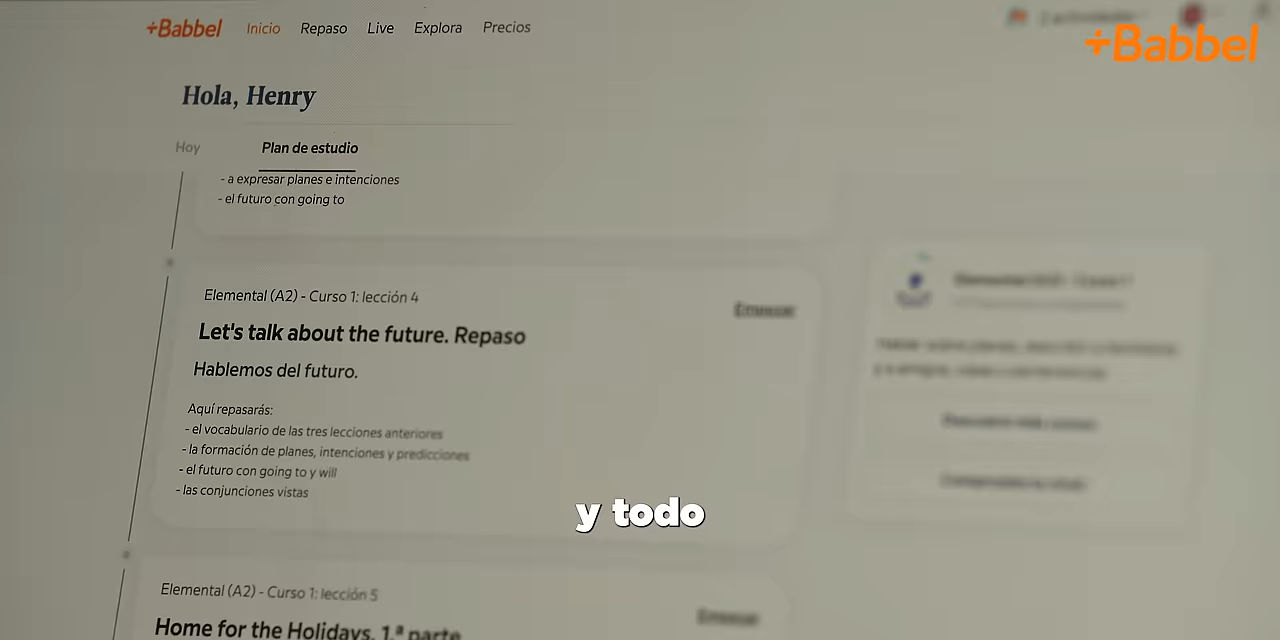 +Babbel Inicio Repaso Live Explora Precios
+Babbel
Hola, Henry
Hoy Plan de estudio
- a expresar planes e intenciones
- el futuro con going to
Elemental (A2) - Curso 1: lección 4
Empezar
Let's talk about the future. Repaso
Hablemos del futuro.
Aquí repasarás:
- el vocabulario de las tres lecciones anteriores
- la formación de planes, intenciones y predicciones
- el futuro con going to y will
- las conjunciones vistas
y todo
Elemental (A2) - Curso 1: lección 5
Empezar
Home for the Holidays. 1.ª parte